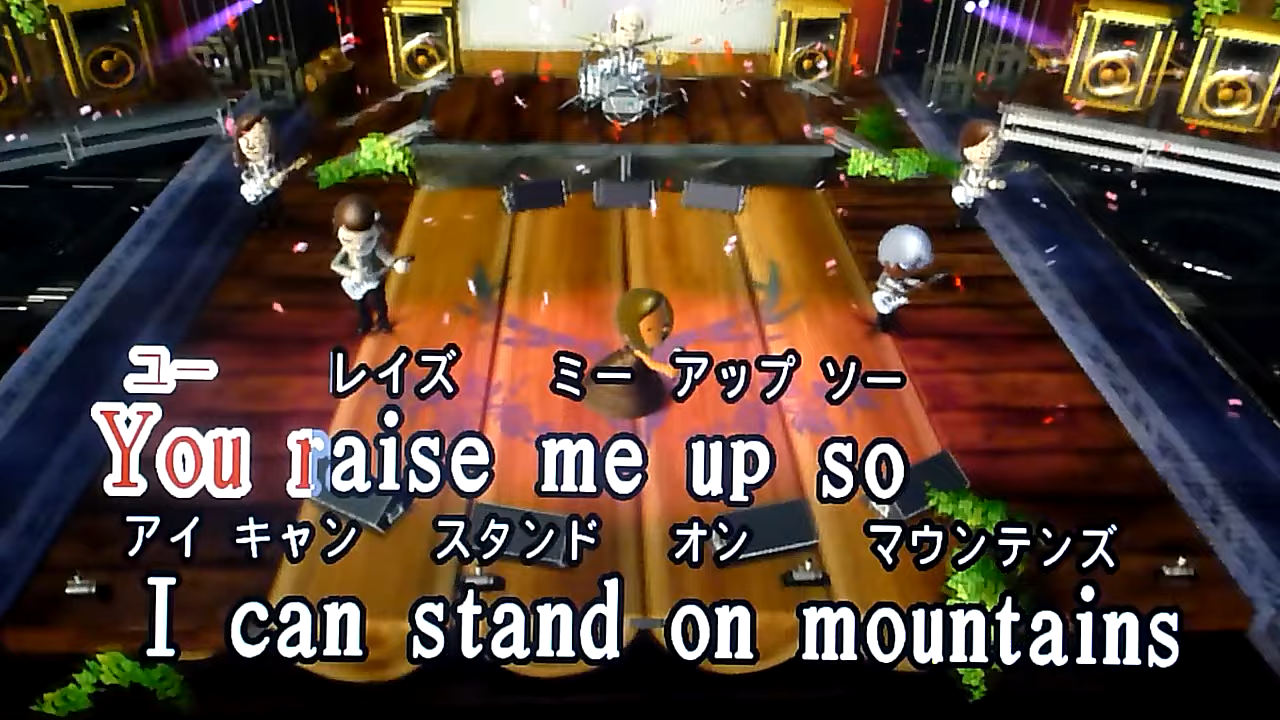 ユー レイズ ミー アップ ソー
You raise me up so
アイ キャン スタンド オン マウンテンズ
I can stand on mountains